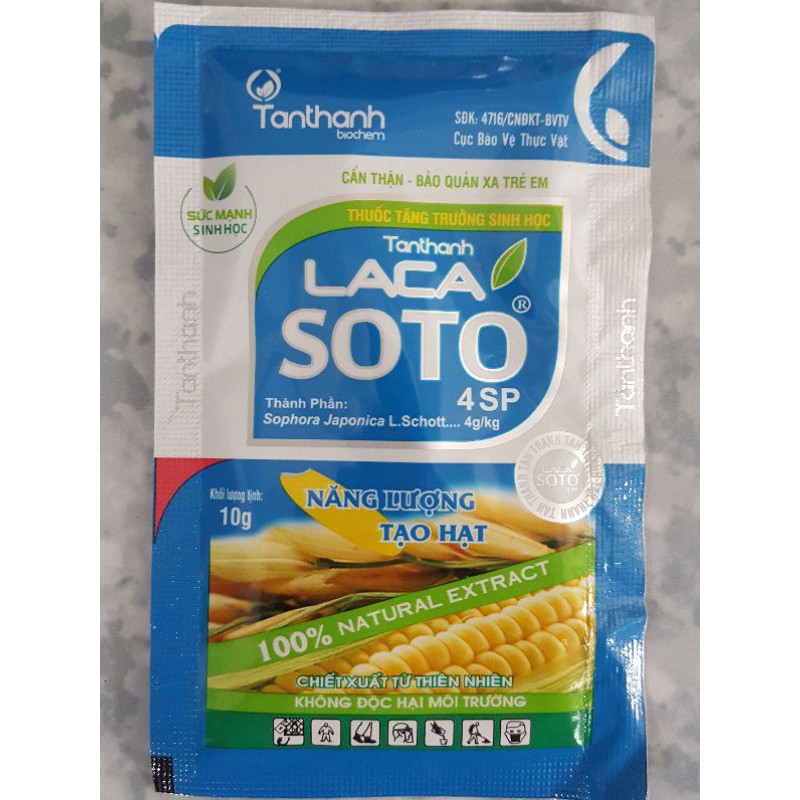 Tanthanh
biochem
SĐK: 4716/CNĐKT-BVTV
Cục Bảo Vệ Thực Vật
CẨN THẬN - BẢO QUẢN XA TRẺ EM
SỨC MẠNH
SINH HỌC
THUỐC TĂNG TRƯỞNG SINH HỌC
Tanthanh
LACA
SOTO®
4SP
Thành Phần:
Sophora Japonica L.Schott.... 4g/kg
Tanthanh
Tanthanh
LACA
SOTO
Khối lượng tịnh:
10g
NĂNG LƯỢNG
TẠO HẠT
100% NATURAL EXTRACT
CHIẾT XUẤT TỪ THIÊN NHIÊN
KHÔNG ĐỘC HẠI MÔI TRƯỜNG